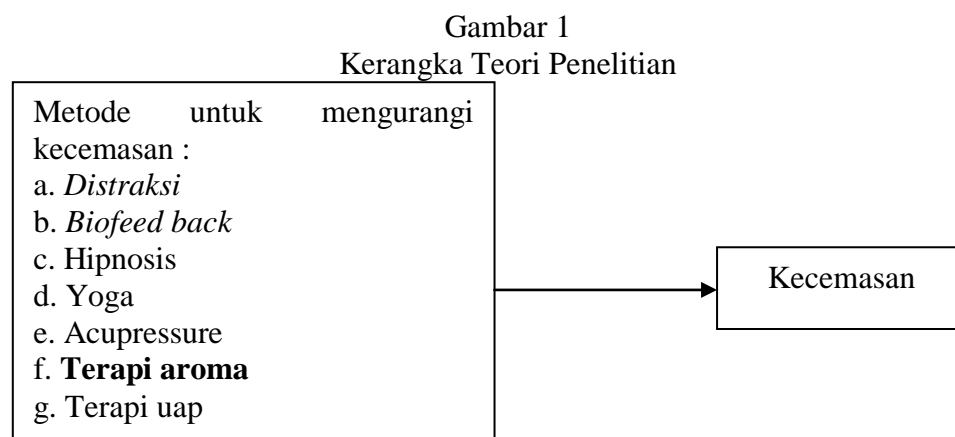 Gambar 1
Kerangka Teori Penelitian
Metode untuk mengurangi
kecemasan :
a. Distraksi
b. Biofeed back
c. Hipnosis
d. Yoga
e. Acupressure
f. Terapi aroma
g. Terapi uap
Kecemasan